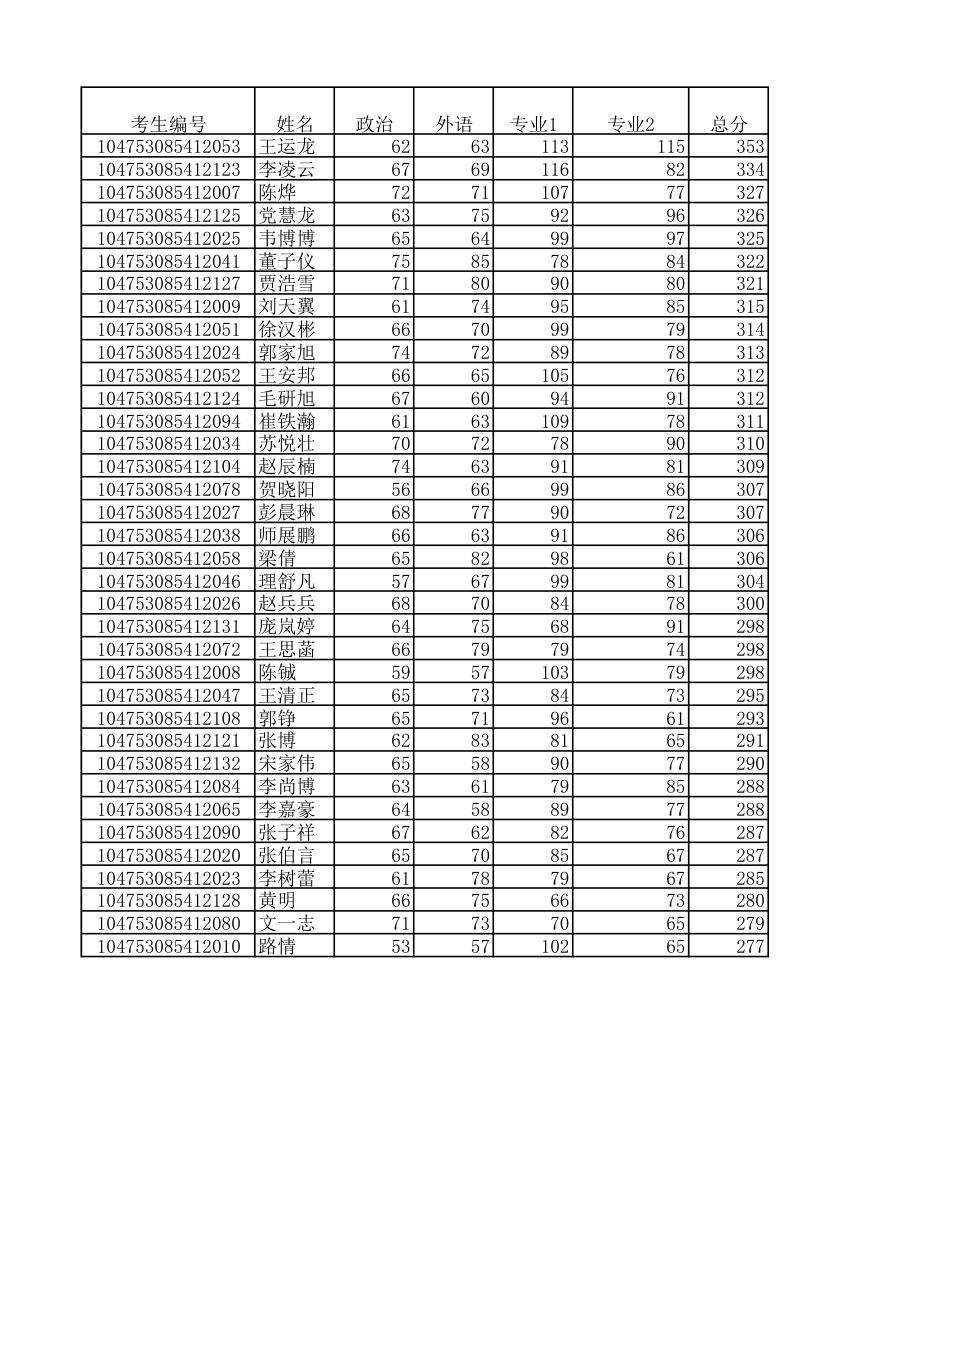 考生编号 姓名 政治 外语 专业1 专业2 总分
104753085412053 王运龙 62 63 113 115 353
104753085412123 李凌云 67 69 116 82 334
104753085412007 陈烨 72 71 107 77 327
104753085412125 党慧龙 63 75 92 96 326
104753085412025 韦博博 65 64 99 97 325
104753085412041 董子仪 75 85 78 84 322
104753085412127 贾浩雪 71 80 90 80 321
104753085412009 刘天翼 61 74 95 85 315
104753085412051 徐汉彬 66 70 99 79 314
104753085412024 郭家旭 74 72 89 78 313
104753085412052 王安邦 66 65 105 76 312
104753085412124 毛研旭 67 60 94 91 312
104753085412094 崔铁瀚 61 63 109 78 311
104753085412034 苏悦壮 70 72 78 90 310
104753085412104 赵辰楠 74 63 91 81 309
104753085412078 贺晓阳 56 66 99 86 307
104753085412027 彭晨琳 68 77 90 72 307
104753085412038 师展鹏 66 63 91 86 306
104753085412058 梁倩 65 82 98 61 306
104753085412046 理舒凡 57 67 99 81 304
104753085412026 赵兵兵 68 70 84 78 300
104753085412131 庞岚婷 64 75 68 91 298
104753085412072 王思菡 66 79 79 74 298
104753085412008 陈铖 59 57 103 79 298
104753085412047 王清正 65 73 84 73 295
104753085412108 郭铮 65 71 96 61 293
104753085412121 张博 62 83 81 65 291
104753085412132 宋家伟 65 58 90 77 290
104753085412084 李尚博 63 61 79 85 288
104753085412065 李嘉豪 64 58 89 77 288
104753085412090 张子祥 67 62 82 76 287
104753085412020 张伯言 65 70 85 67 287
104753085412023 李树蕾 61 78 79 67 285
104753085412128 黄明 66 75 66 73 280
104753085412080 文一志 71 73 70 65 279
104753085412010 路情 53 57 102 65 277